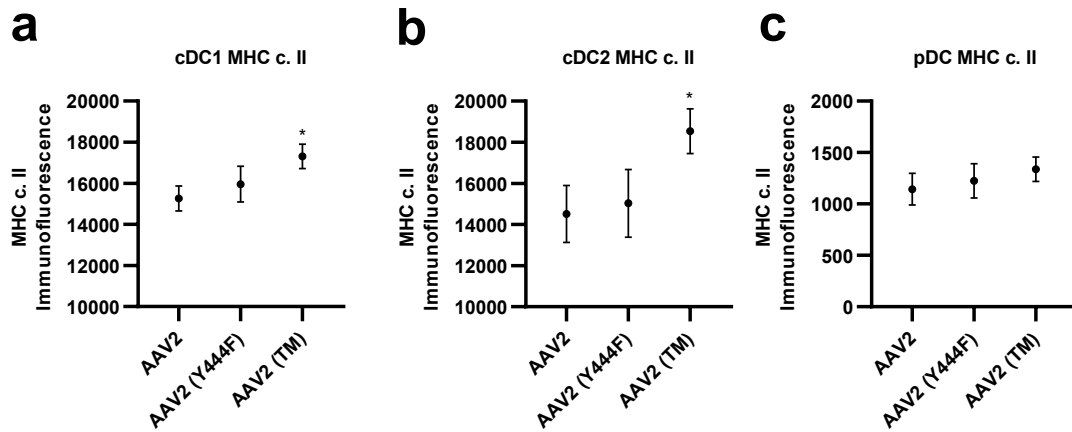 a
cDC1 MHC c. II
MHC c. II
Immunofluorescence
20000
18000
16000
14000
12000
10000
*
AAV2
AAV2 (Y444F)
AAV2 (TM)
b
cDC2 MHC c. II
MHC c. II
Immunofluorescence
20000
18000
16000
14000
12000
10000
*
AAV2
AAV2 (Y444F)
AAV2 (TM)
c
pDC MHC c. II
MHC c. II
Immunofluorescence
2000
1500
1000
500
0
AAV2
AAV2 (Y444F)
AAV2 (TM)